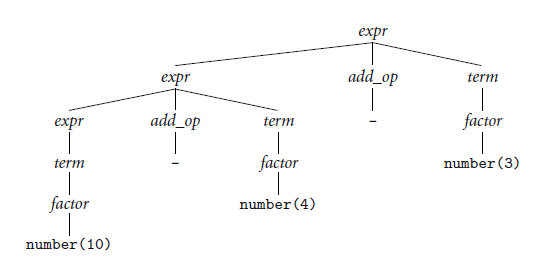 expr
expr add_op term
expr add_op term – factor
term – factor number(3)
factor number(4)
number(10)